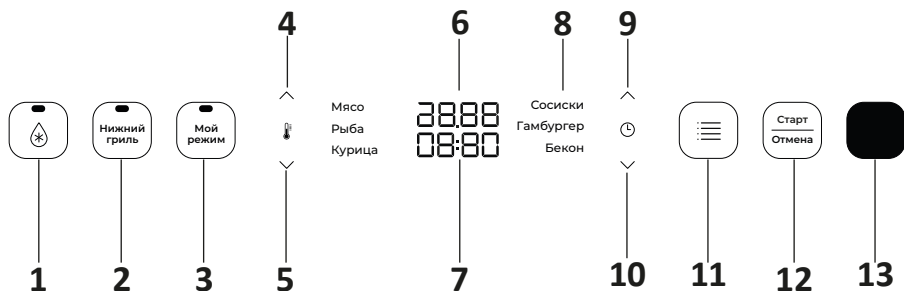 4
6
8
9
Мясо
Рыба
Курица
28.88
08:80
Сосиски
Гамбургер
Бекон
Нижний
гриль
Мой
режим
Старт
Отмена
1
2
3
5
7
10
11
12
13